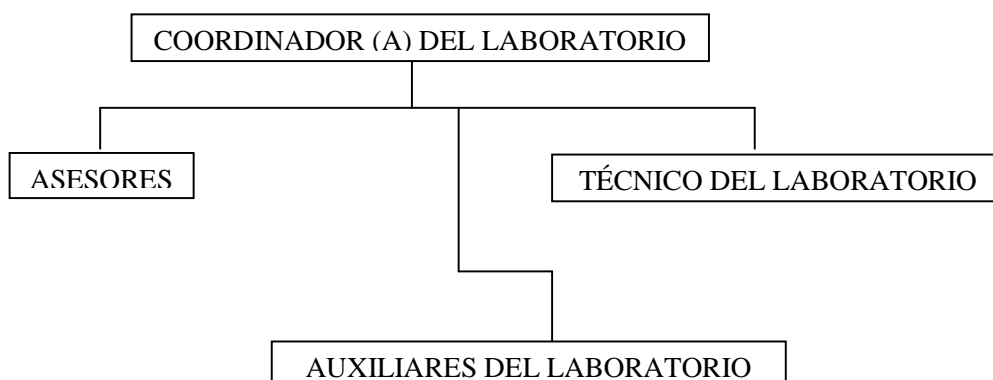 COORDINADOR (A) DEL LABORATORIO
ASESORES
TÉCNICO DEL LABORATORIO
AUXILIARES DEL LABORATORIO